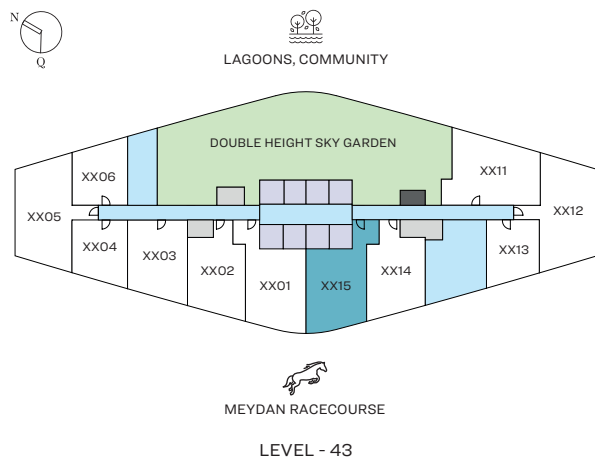 N
Q
LAGOONS, COMMUNITY
DOUBLE HEIGHT SKY GARDEN
XX06
XX11
XX05
XX12
XX04
XX03
XX02
XX01
XX15
XX14
XX13
MEYDAN RACECOURSE
LEVEL - 43